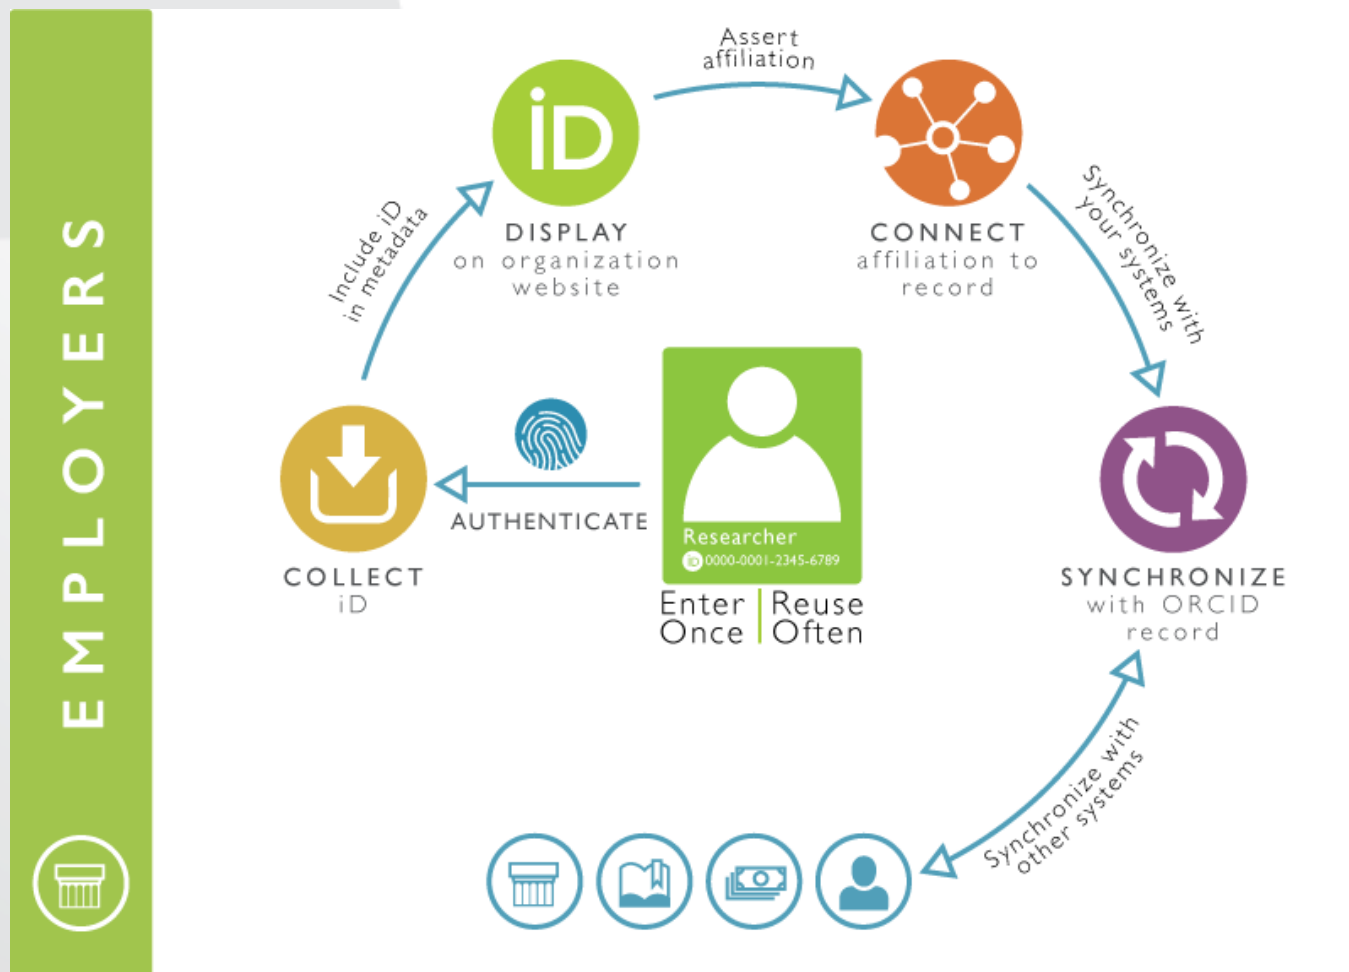 EMPLOYERS
Assert
affiliation
iD
DISPLAY
on organization
website
CONNECT
affiliation to
record
Include iD
in metadata
Synchronize with
your systems
AUTHENTICATE
COLLECT
iD
Researcher
iD 0000-0001-2345-6789
Enter Once | Reuse Often
SYNCHRONIZE
with ORCID
record
Synchronize with
other systems